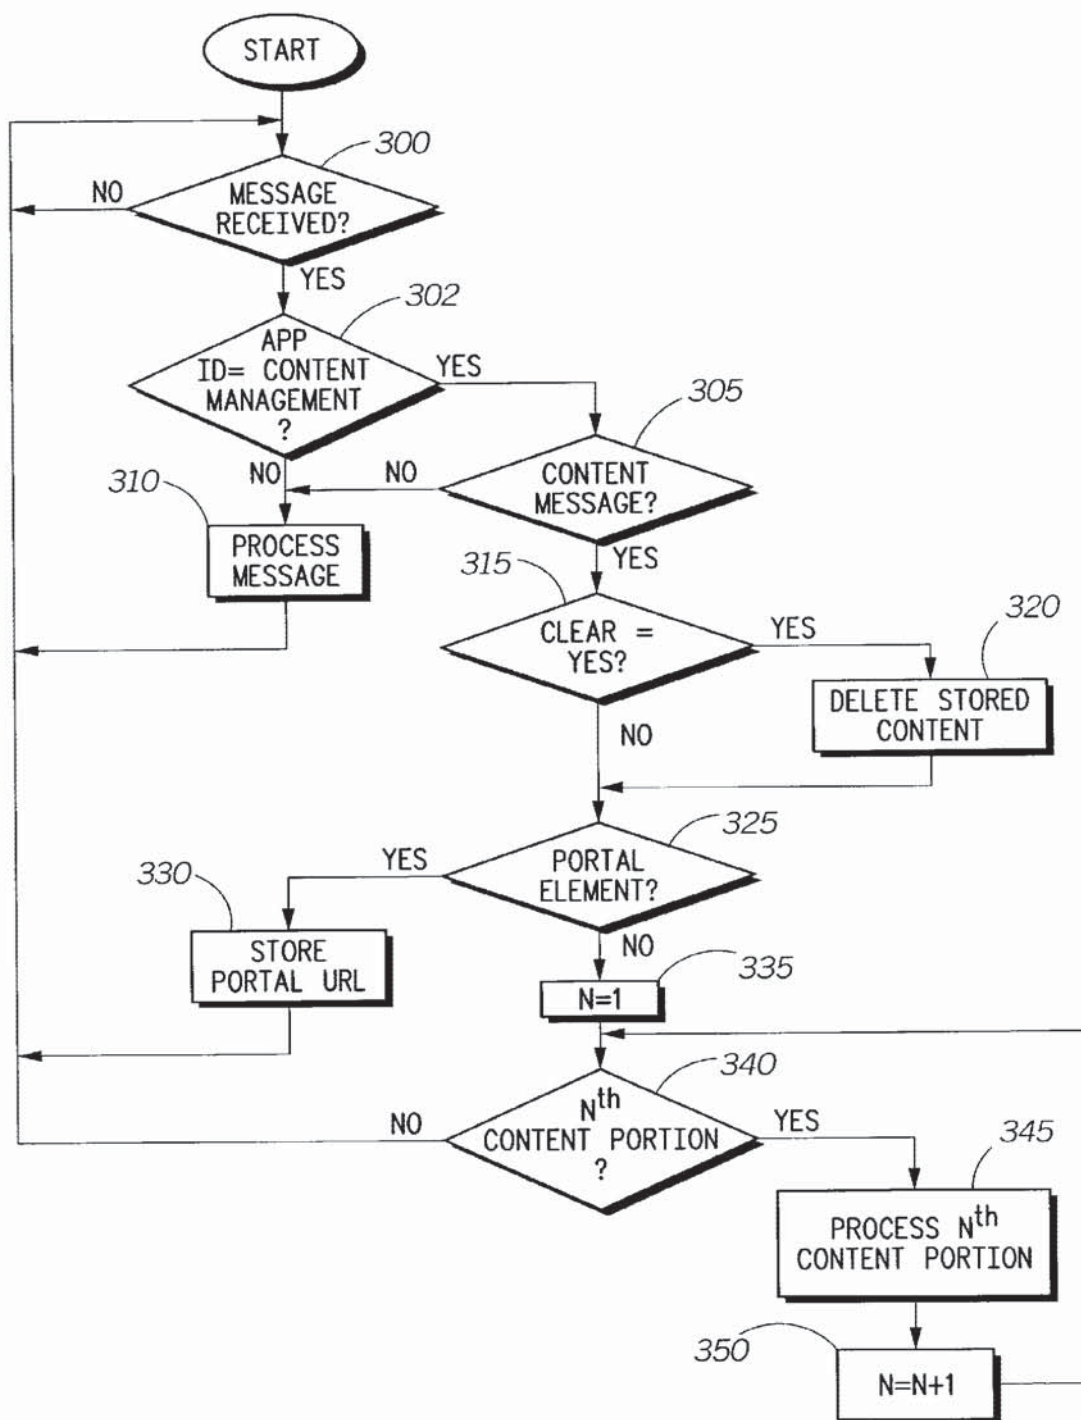 START
300
NO
MESSAGE
RECEIVED?
YES
302
APP
ID= CONTENT
MANAGEMENT
?
YES
305
NO
NO
CONTENT
MESSAGE?
310
PROCESS
MESSAGE
YES
315
CLEAR =
YES?
YES
320
DELETE STORED
CONTENT
NO
325
YES
PORTAL
ELEMENT?
330
STORE
PORTAL URL
NO
335
N=1
340
NO
Nth
CONTENT PORTION
?
YES
345
PROCESS Nth
CONTENT PORTION
350
N=N+1